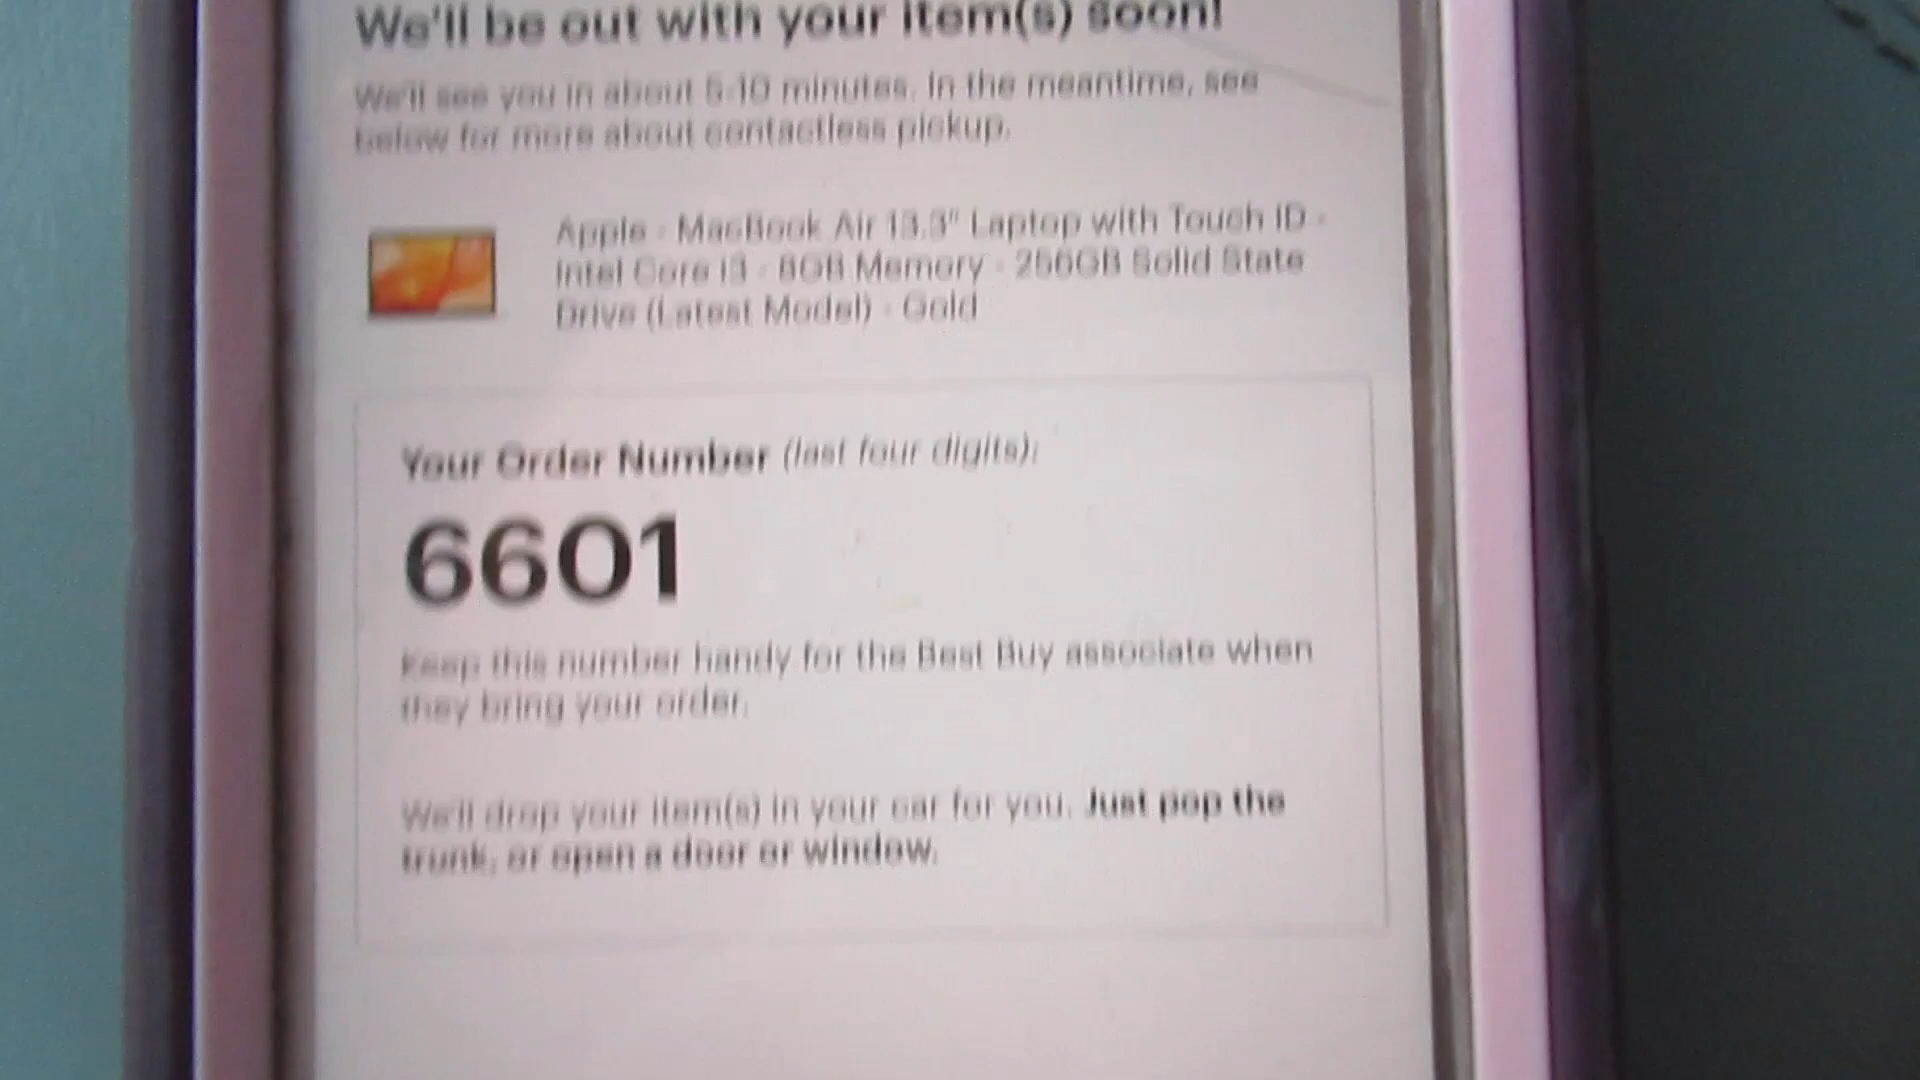 We'll be out with your item(s) soon!
We'll see you in about 5-10 minutes. In the meantime, see
below for more about contactless pickup.
Apple - MacBook Air 13.3" Laptop with Touch ID -
Intel Core i3 - 8GB Memory - 256GB Solid State
Drive (Latest Model) - Gold
Your Order Number (last four digits):
6601
Keep this number handy for the Best Buy associate when
they bring your order.
We'll drop your item(s) in your car for you. Just pop the
trunk, or open a door or window.